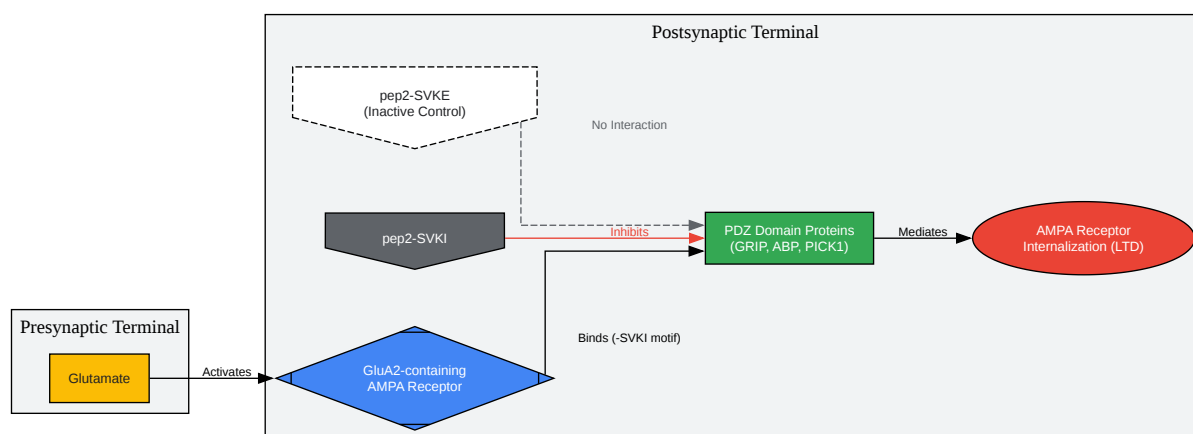 Postsynaptic Terminal
pep2-SVKE
(Inactive Control)
No Interaction
pep2-SVKI
Inhibits
PDZ Domain Proteins
(GRIP, ABP, PICK1)
Mediates
AMPA Receptor
Internalization (LTD)
Presynaptic Terminal
Glutamate
Activates
GluA2-containing
AMPA Receptor
Binds (-SVKI motif)